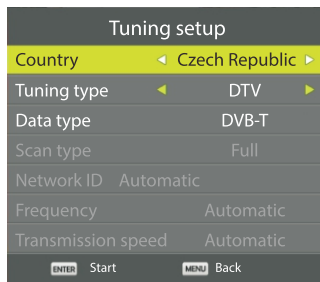 Tuning setup
Country Czech Republic
Tuning type DTV
Data type DVB-T
Scan type Full
Network ID Automatic
Frequency Automatic
Transmission speed Automatic
ENTER Start MENU Back